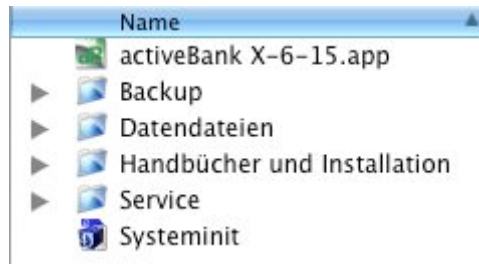 Name
activeBank X-6-15.app
Backup
Datendateien
Handbücher und Installation
Service
Systeminit